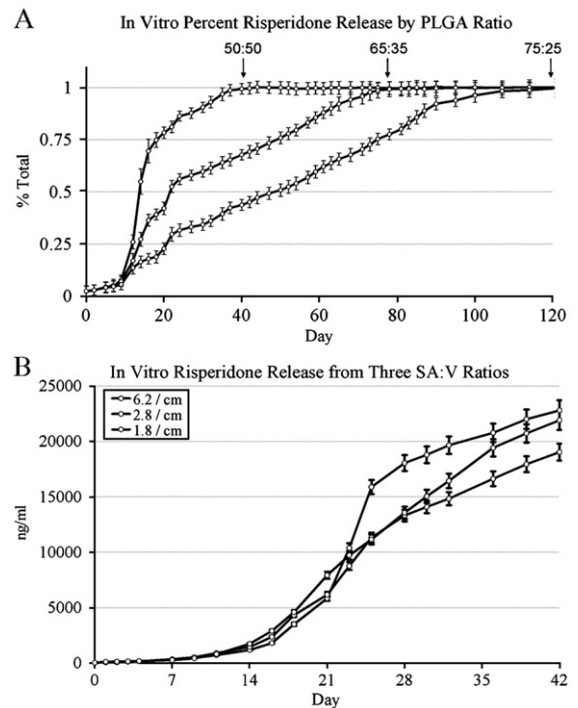 A
In Vitro Percent Risperidone Release by PLGA Ratio
50:50 65:35 75:25
1
0.75
0.5
0.25
0
% Total
0 20 40 60 80 100 120
Day
B
In Vitro Risperidone Release from Three SA:V Ratios
25000
20000
15000
10000
5000
0
ng/ml
6.2 / cm
2.8 / cm
1.8 / cm
0 7 14 21 28 35 42
Day